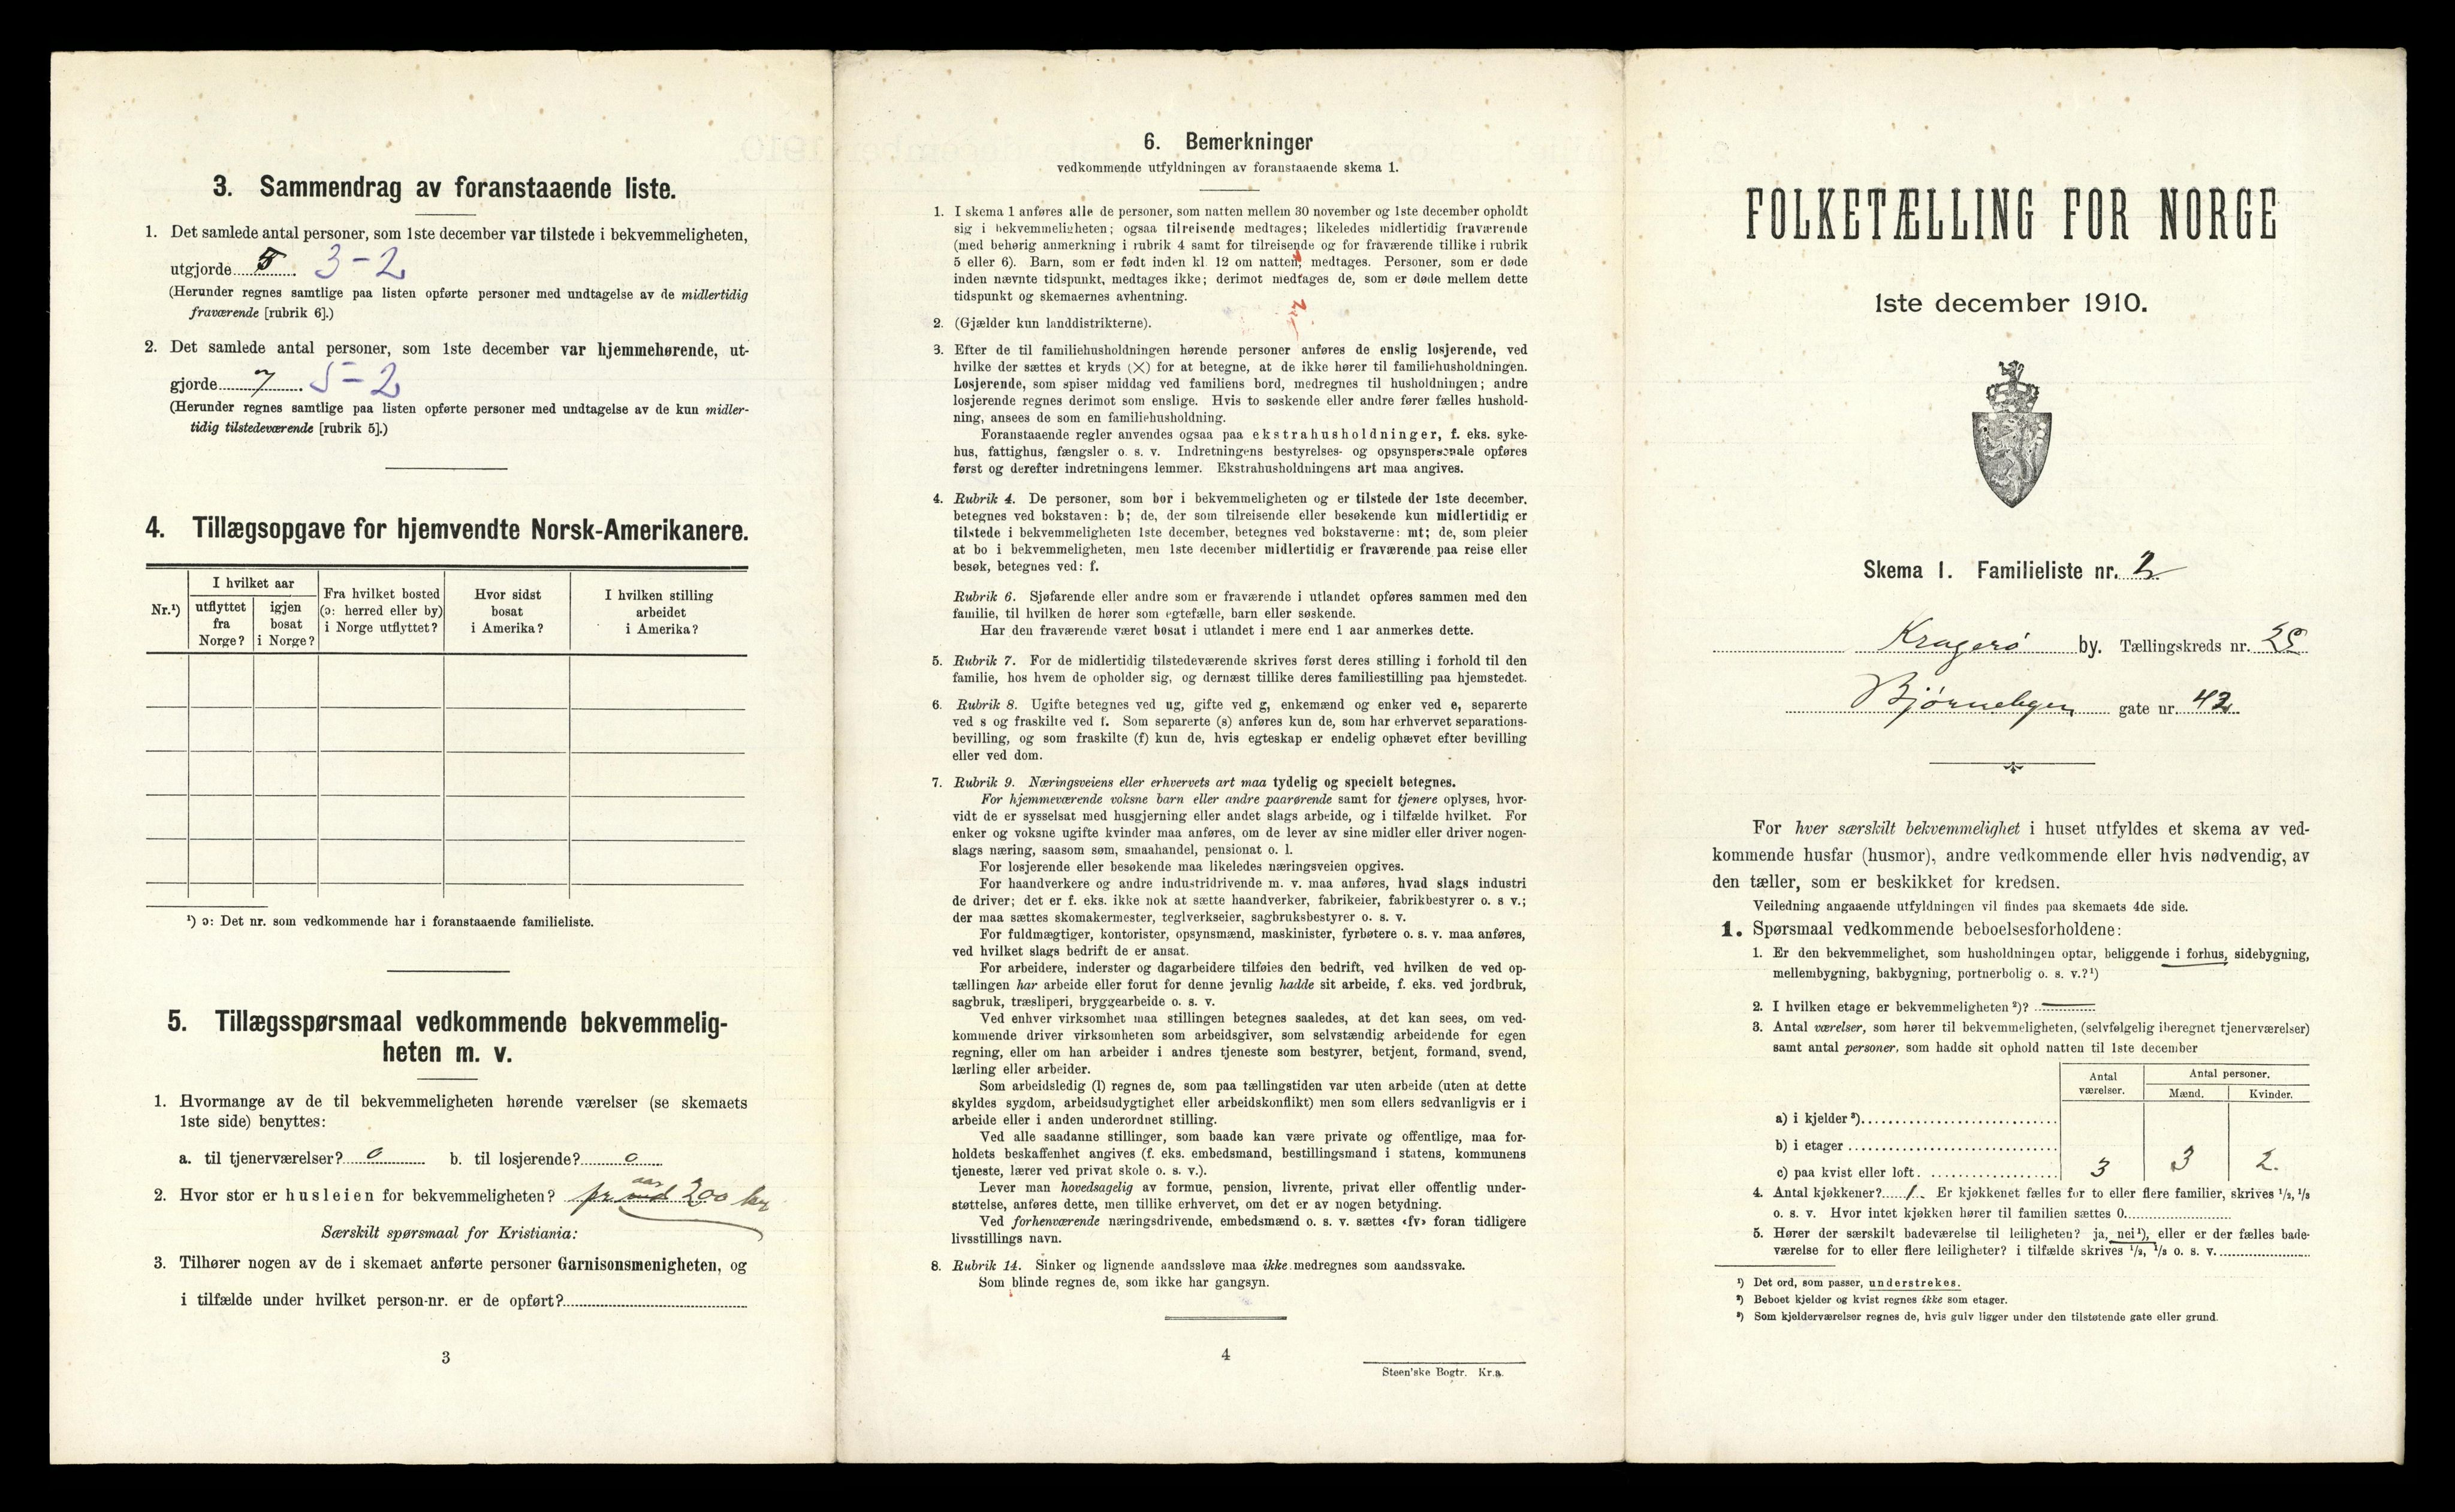 3. Sammendrag av foranstaaende liste.
1. Det samlede antal personer, som 1ste december var tilstede i bekvemmeligheten,
utgjorde 5 3-2
(Herunder regnes samtlige paa listen opførte personer med undtagelse av de midlertidig
fraværende [rubrik 6].)
2. Det samlede antal personer, som 1ste december var hjemmehørende, ut-
gjorde 7 5-2
(Herunder regnes samtlige paa listen opførte personer med undtagelse av de kun midler-
tidig tilstedeværende [rubrik 5].)
4. Tillægsopgave for hjemvendte Norsk-Amerikanere.
Nr.¹)
I hvilket aar
utflyttet fra Norge?
igjen bosat i Norge?
Fra hvilket bosted (ɔ: herred eller by) i Norge utflyttet?
Hvor sidst bosat i Amerika?
I hvilken stilling arbeidet i Amerika?
¹) ɔ: Det nr. som vedkommende har i foranstaaende familieliste.
5. Tillægsspørsmaal vedkommende bekvemmelig-
heten m. v.
1. Hvormange av de til bekvemmeligheten hørende værelser (se skemaets
1ste side) benyttes:
a. til tjenerværelser? 0 b. til losjerende? 0
2. Hvor stor er husleien for bekvemmeligheten? pr aar 200 kr
Særskilt spørsmaal for Kristiania:
3. Tilhører nogen av de i skemaet anførte personer Garnisonsmenigheten, og
i tilfælde under hvilket person-nr. er de opført?
3
6. Bemerkninger
vedkommende utfyldningen av foranstaaende skema 1.
1. I skema 1 anføres alle de personer, som natten mellem 30 november og 1ste december opholdt
sig i bekvemmeligheten; ogsaa tilreisende medtages; likeledes midlertidig fraværende
(med behørig anmerkning i rubrik 4 samt for tilreisende og for fraværende tillike i rubrik
5 eller 6). Barn, som er født inden kl. 12 om natten, medtages. Personer, som er døde
inden nævnte tidspunkt, medtages ikke; derimot medtages de, som er døde mellem dette
tidspunkt og skemaernes avhentning.
2. (Gjælder kun landdistrikterne).
3. Efter de til familiehusholdningen hørende personer anføres de enslig losjerende, ved
hvilke der sættes et kryds (×) for at betegne, at de ikke hører til familiehusholdningen.
Losjerende, som spiser middag ved familiens bord, medregnes til husholdningen; andre
losjerende regnes derimot som enslige. Hvis to søskende eller andre fører fælles hushold-
ning, ansees de som en familiehusholdning.
Foranstaaende regler anvendes ogsaa paa ekstrahusholdninger, f. eks. syke-
hus, fattighus, fængsler o. s. v. Indretningens bestyrelses- og opsynspersonale opføres
først og derefter indretningens lemmer. Ekstrahusholdningens art maa angives.
4. Rubrik 4. De personer, som bor i bekvemmeligheten og er tilstede der 1ste december,
betegnes ved bokstaven: b; de, der som tilreisende eller besøkende kun midlertidig er
tilstede i bekvemmeligheten 1ste december, betegnes ved bokstaverne: mt; de, som pleier
at bo i bekvemmeligheten, men 1ste december midlertidig er fraværende paa reise eller
besøk, betegnes ved: f.
Rubrik 6. Sjøfarende eller andre som er fraværende i utlandet opføres sammen med den
familie, til hvilken de hører som egtefælle, barn eller søskende.
Har den fraværende været bosat i utlandet i mere end 1 aar anmerkes dette.
5. Rubrik 7. For de midlertidig tilstedeværende skrives først deres stilling i forhold til den
familie, hos hvem de opholder sig, og dernæst tillike deres familiestilling paa hjemstedet.
6. Rubrik 8. Ugifte betegnes ved ug, gifte ved g, enkemænd og enker ved e, separerte
ved s og fraskilte ved f. Som separerte (s) anføres kun de, som har erhvervet separations-
bevilling, og som fraskilte (f) kun de, hvis egteskap er endelig ophævet efter bevilling
eller ved dom.
7. Rubrik 9. Næringsveiens eller erhvervets art maa tydelig og specielt betegnes.
For hjemmeværende voksne barn eller andre paarørende samt for tjenere oplyses, hvor-
vidt de er sysselsat med husgjerning eller andet slags arbeide, og i tilfælde hvilket. For
enker og voksne ugifte kvinder maa anføres, om de lever av sine midler eller driver nogen-
slags næring, saasom søm, smaahandel, pensionat o. l.
For losjerende eller besøkende maa likeledes næringsveien opgives.
For haandverkere og andre industridrivende m. v. maa anføres, hvad slags industri
de driver; det er f. eks. ikke nok at sætte haandverker, fabrikeier, fabrikbestyrer o. s v.;
der maa sættes skomakermester, teglverkseier, sagbruksbestyrer o. s. v.
For fuldmægtiger, kontorister, opsynsmænd, maskinister, fyrbøtere o. s. v. maa anføres,
ved hvilket slags bedrift de er ansat.
For arbeidere, inderster og dagarbeidere tilføies den bedrift, ved hvilken de ved op-
tællingen har arbeide eller forut for denne jevnlig hadde sit arbeide, f. eks. ved jordbruk,
sagbruk, træsliperi, bryggearbeide o. s. v.
Ved enhver virksomhet maa stillingen betegnes saaledes, at det kan sees, om ved-
kommende driver virksomheten som arbeidsgiver, som selvstændig arbeidende for egen
regning, eller om han arbeider i andres tjeneste som bestyrer, betjent, formand, svend,
lærling eller arbeider.
Som arbeidsledig (l) regnes de, som paa tællingstiden var uten arbeide (uten at dette
skyldes sygdom, arbeidsudygtighet eller arbeidskonflikt) men som ellers sedvanligvis er i
arbeide eller i anden underordnet stilling.
Ved alle saadanne stillinger, som baade kan være private og offentlige, maa for-
holdets beskaffenhet angives (f. eks. embedsmand, bestillingsmand i statens, kommunens
tjeneste, lærer ved privat skole o. s. v.).
Lever man hovedsagelig av formue, pension, livrente, privat eller offentlig under-
støttelse, anføres dette, men tillike erhvervet, om det er av nogen betydning.
Ved forhenværende næringsdrivende, embedsmænd o. s. v. sættes «fv» foran tidligere
livsstillings navn.
8. Rubrik 14. Sinker og lignende aandssløve maa ikke medregnes som aandssvake.
Som blinde regnes de, som ikke har gangsyn.
4
Steen'ske Bogtr. Kr.a.
FOLKETÆLLING FOR NORGE
1ste december 1910.
Skema 1. Familieliste nr. 2
Kragerø by. Tællingskreds nr.
gate nr. 42
For hver særskilt bekvemmelighet i huset utfyldes et skema av ved-
kommende husfar (husmor), andre vedkommende eller hvis nødvendig, av
den tæller, som er beskikket for kredsen.
Veiledning angaaende utfyldningen vil findes paa skemaets 4de side.
1. Spørsmaal vedkommende beboelsesforholdene:
1. Er den bekvemmelighet, som husholdningen optar, beliggende i forhus, sidebygning,
mellembygning, bakbygning, portnerbolig o. s. v.?¹)
2. I hvilken etage er bekvemmeligheten²)?
3. Antal værelser, som hører til bekvemmeligheten, (selvfølgelig iberegnet tjenerværelser)
samt antal personer, som hadde sit ophold natten til 1ste december
Antal værelser.
Antal personer.
Mænd. Kvinder.
a) i kjelder³)
b) i etager
c) paa kvist eller loft. 3 3 2.
4. Antal kjøkkener? 1. Er kjøkkenet fælles for to eller flere familier, skrives ¹/₂, ¹/₃
o. s. v. Hvor intet kjøkken hører til familien sættes 0.
5. Hører der særskilt badeværelse til leiligheten? ja, nei¹), eller er der fælles bade-
værelse for to eller flere leiligheter? i tilfælde skrives ¹/₂, ¹/₃ o. s. v.
¹) Det ord, som passer, understrekes.
²) Beboet kjelder og kvist regnes ikke som etager.
³) Som kjelderværelser regnes de, hvis gulv ligger under den tilstøtende gate eller grund.